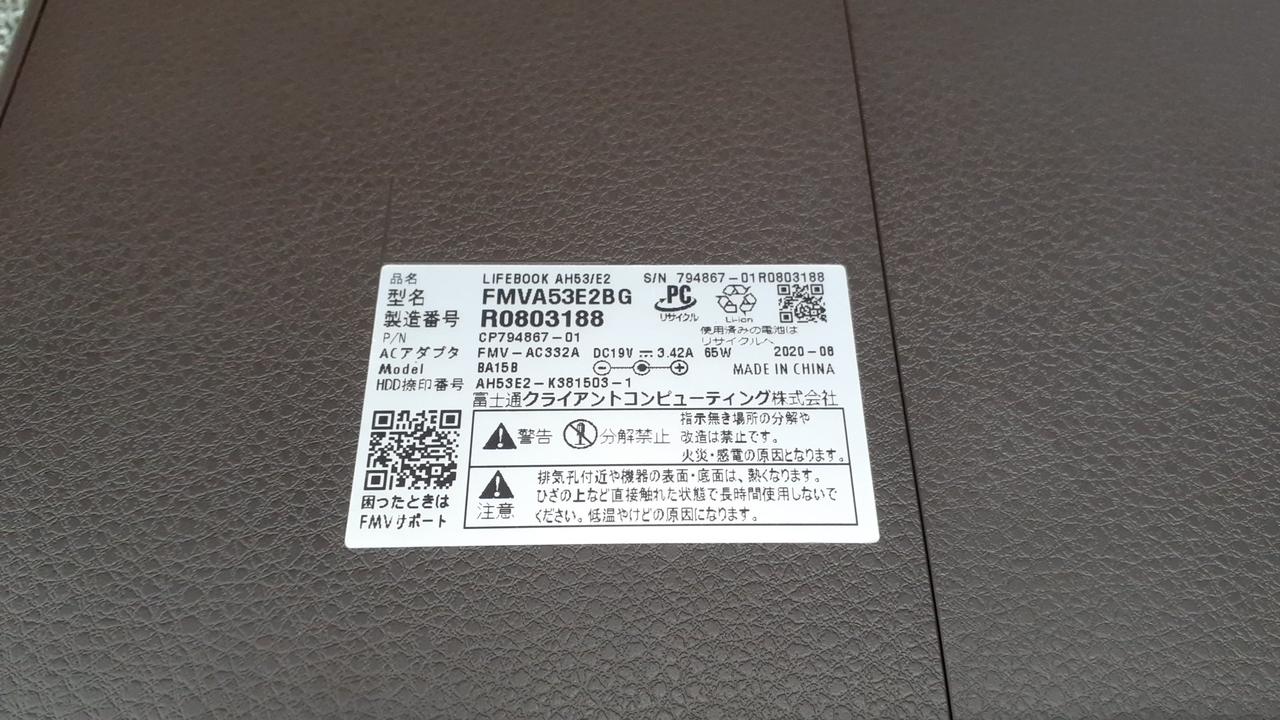 品名 LIFEBOOK AH53/E2 S/N 794867-01R0803188
型名 FMVA53E2BG
製造番号 R0803188
PC
リサイクル
Li-ion
使用済みの電池は
リサイクルへ
P/N CP794867-01
ACアダプタ FMV-AC332A DC19V 3.42A 65W 2020-08
Model BA15B MADE IN CHINA
HDD捺印番号 AH53E2-K381503-1
富士通クライアントコンピューティング株式会社
警告 分解禁止
指示無き場所の分解や
改造は禁止です。
火災・感電の原因となります。
注意
排気孔付近や機器の表面・底面は、熱くなります。
ひざの上など直接触れた状態で長時間使用しないで
ください。低温やけどの原因になります。
困ったときは
FMVサポート